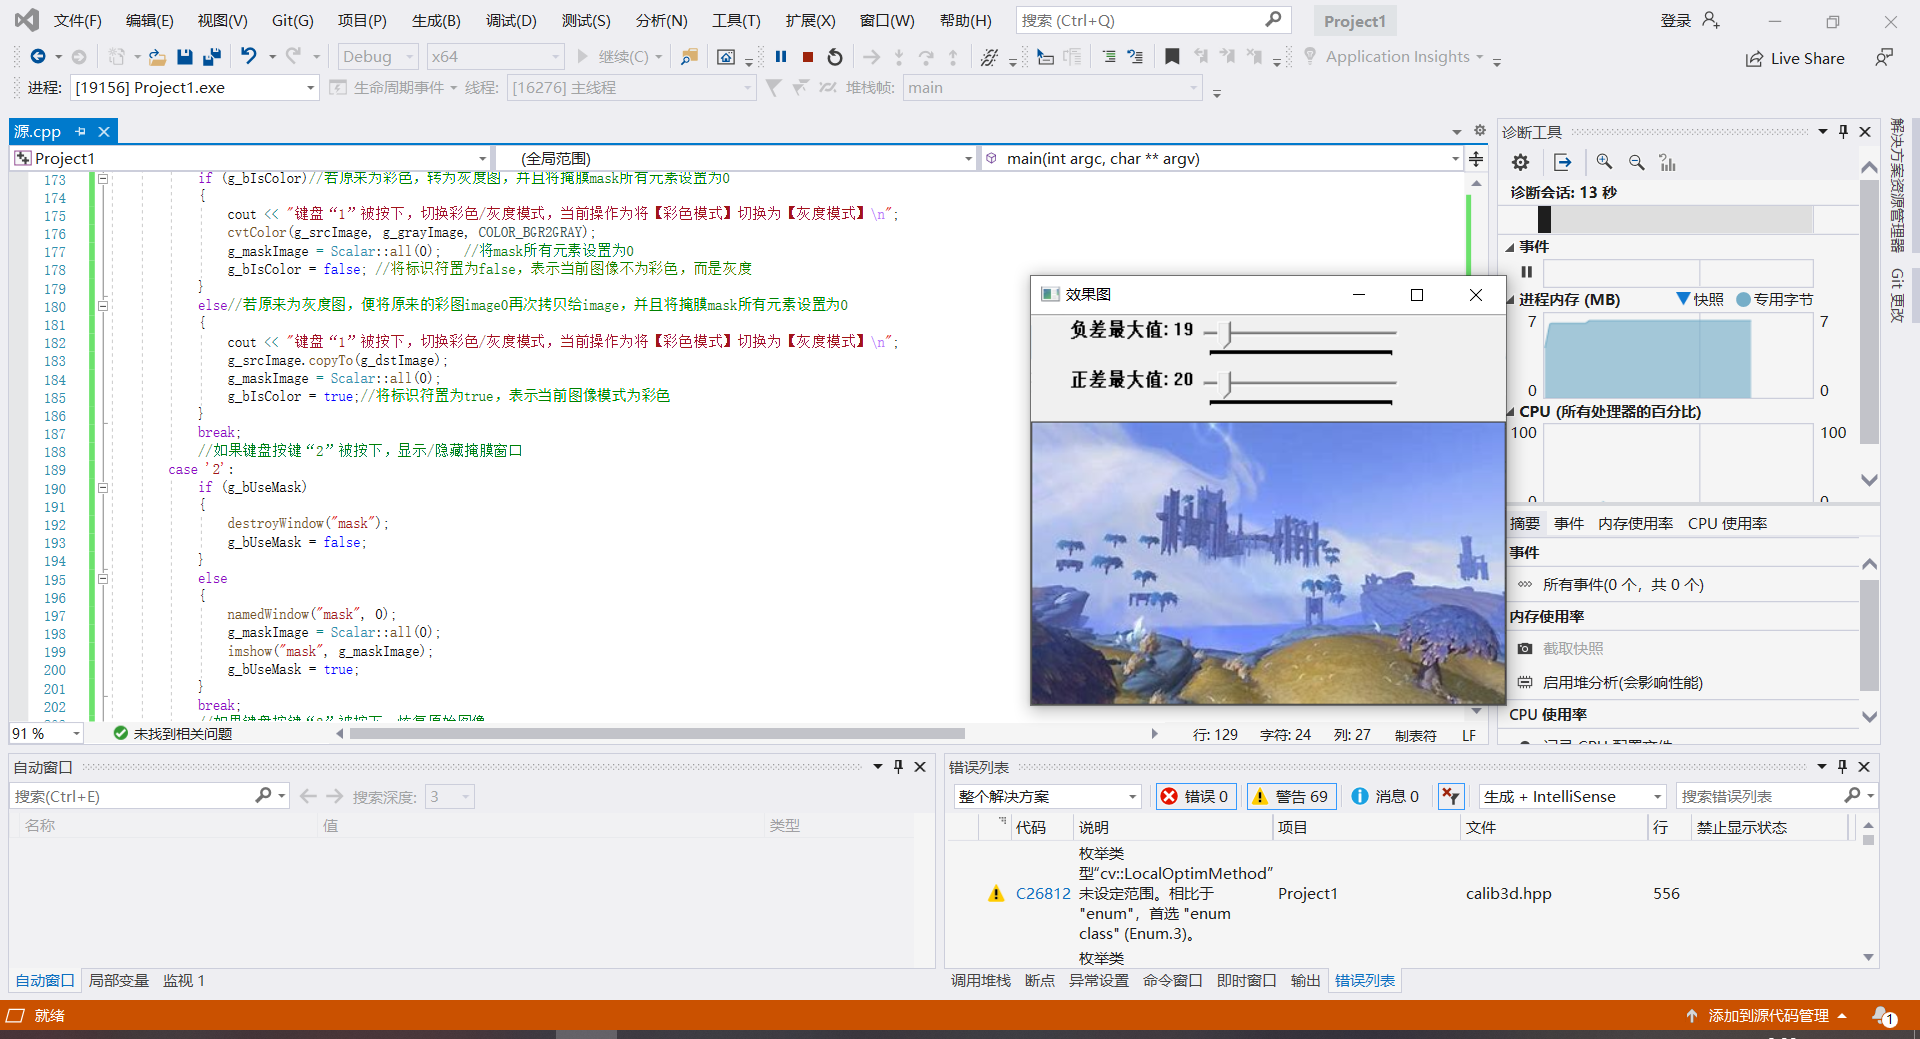 文件(F) 编辑(E) 视图(V) Git(G) 项目(P) 生成(B) 调试(D) 测试(S) 分析(N) 工具(T) 扩展(X) 窗口(W) 帮助(H) 搜索 (Ctrl+Q) Project1 登录
Debug x64 继续(C) Application Insights Live Share
进程: [19156] Project1.exe 生命周期事件 线程: [16276] 主线程 堆栈帧: main
源.cpp
Project1 (全局范围) main(int argc, char ** argv)
173 if (g_bIsColor)//若原来为彩色，转为灰度图，并且将掩膜mask所有元素设置为0
174 {
175 cout << "键盘“1”被按下，切换彩色/灰度模式，当前操作为将【彩色模式】切换为【灰度模式】\n";
176 cvtColor(g_srcImage, g_grayImage, COLOR_BGR2GRAY);
177 g_maskImage = Scalar::all(0); //将mask所有元素设置为0
178 g_bIsColor = false; //将标识符置为false，表示当前图像不为彩色，而是灰度
179 }
180 else//若原来为灰度图，便将原来的彩图image0再次拷贝给image，并且将掩膜mask所有元素设置为0
181 {
182 cout << "键盘“1”被按下，切换彩色/灰度模式，当前操作为将【彩色模式】切换为【灰度模式】\n";
183 g_srcImage.copyTo(g_dstImage);
184 g_maskImage = Scalar::all(0);
185 g_bIsColor = true;//将标识符置为true，表示当前图像模式为彩色
186 }
187 break;
188 //如果键盘按键“2”被按下，显示/隐藏掩膜窗口
189 case '2':
190 if (g_bUseMask)
191 {
192 destroyWindow("mask");
193 g_bUseMask = false;
194 }
195 else
196 {
197 namedWindow("mask", 0);
198 g_maskImage = Scalar::all(0);
199 imshow("mask", g_maskImage);
200 g_bUseMask = true;
201 }
202 break;
91 % 未找到相关问题 行: 129 字符: 24 列: 27 制表符 LF
效果图
负差最大值: 19
正差最大值: 20
诊断工具
诊断会话: 13 秒
事件
进程内存 (MB) 快照 专用字节
7 7
0 0
CPU (所有处理器的百分比)
100 100
摘要 事件 内存使用率 CPU 使用率
事件
所有事件(0 个，共 0 个)
内存使用率
截取快照
启用堆分析(会影响性能)
CPU 使用率
解决方案资源管理器
Git 更改
自动窗口
搜索(Ctrl+E) 搜索深度: 3
名称 值 类型
自动窗口 局部变量 监视 1
错误列表
整个解决方案 错误 0 警告 69 消息 0 生成 + IntelliSense 搜索错误列表
代码 说明 项目 文件 行 禁止显示状态
枚举类
型“cv::LocalOptimMethod”
C26812 未设定范围。相比于 Project1 calib3d.hpp 556
"enum"，首选 "enum
class" (Enum.3)。
枚举类
调用堆栈 断点 异常设置 命令窗口 即时窗口 输出 错误列表
就绪 添加到源代码管理 1